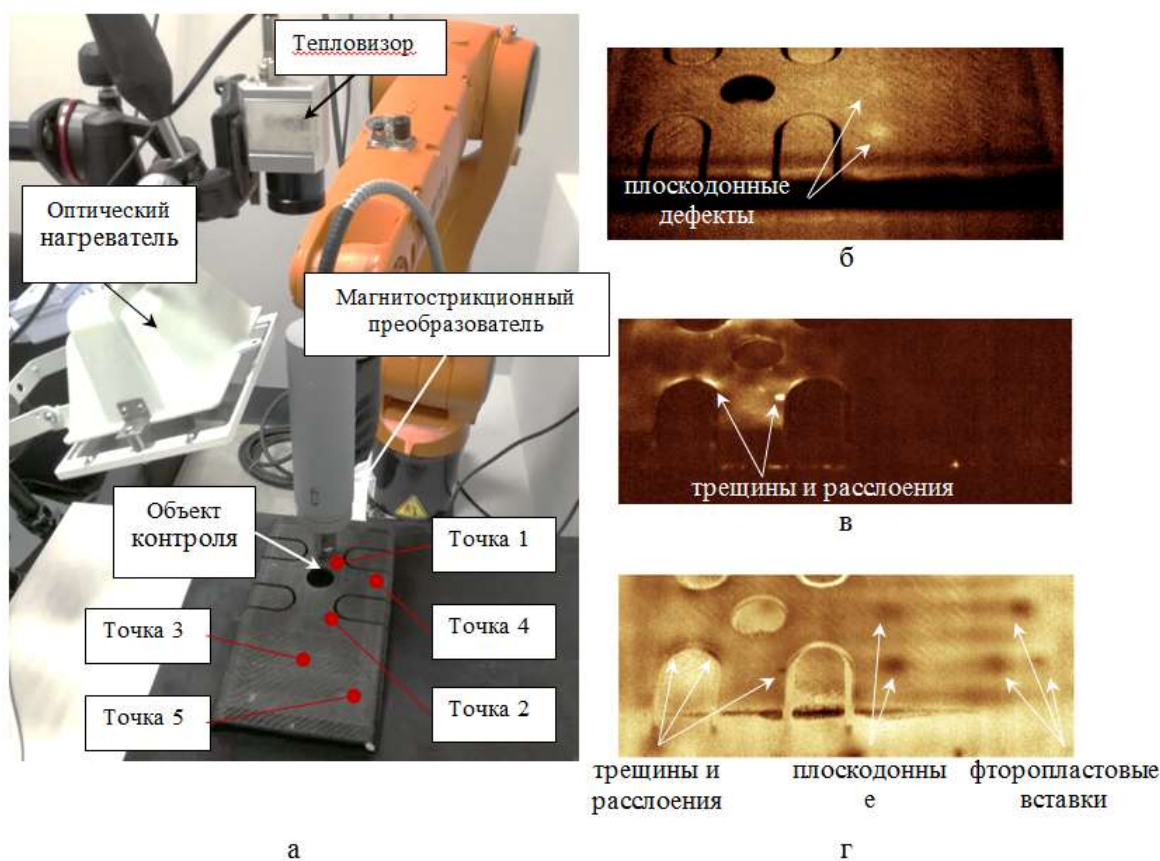 Тепловизор
Оптический
нагреватель
Магнитострикционный
преобразователь
Объект
контроля
Точка 1
Точка 4
Точка 3
Точка 5
Точка 2
а
плоскодонные
дефекты
б
трещины и расслоения
в
трещины и
расслоения
плоскодонны
е
фторопластовые
вставки
г